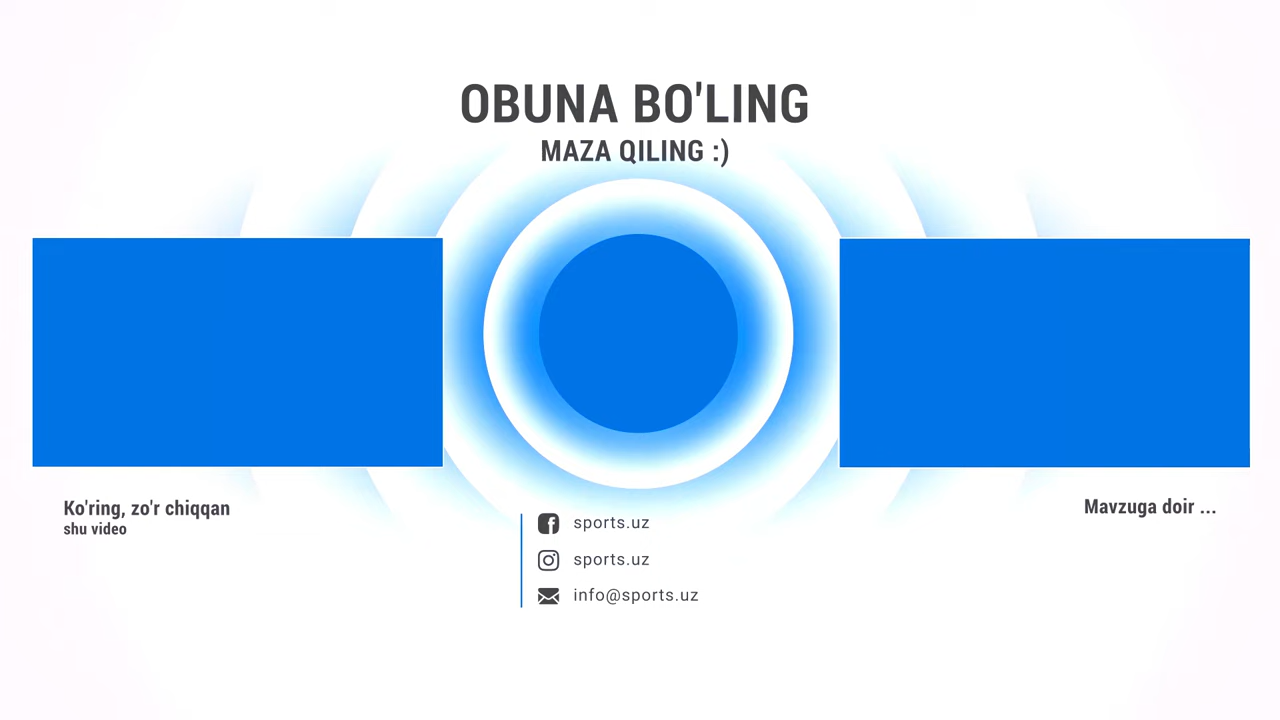 OBUNA BO'LING
MAZA QILING :)
Ko'ring, zo'r chiqqan
shu video
Mavzuga doir ...
sports.uz
sports.uz
info@sports.uz